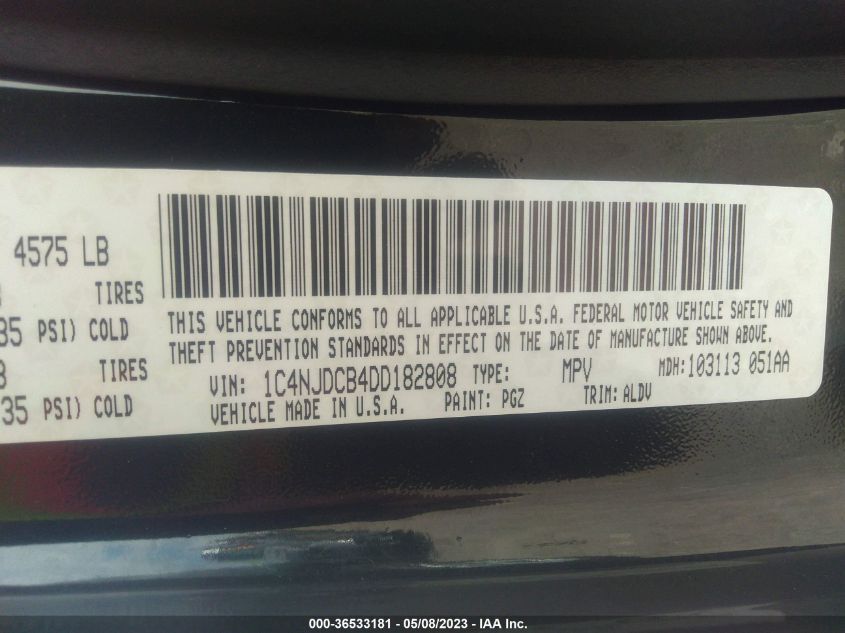 4575 LB
TIRES
35 PSI) COLD
TIRES
35 PSI) COLD
THIS VEHICLE CONFORMS TO ALL APPLICABLE U.S.A. FEDERAL MOTOR VEHICLE SAFETY AND
THEFT PREVENTION STANDARDS IN EFFECT ON THE DATE OF MANUFACTURE SHOWN ABOVE.
VIN: 1C4NJDCB4DD182808 TYPE: MPV MDH:103113 051AA
VEHICLE MADE IN U.S.A. PAINT: PGZ TRIM: ALDV
000-36533181 - 05/08/2023 - IAA Inc.